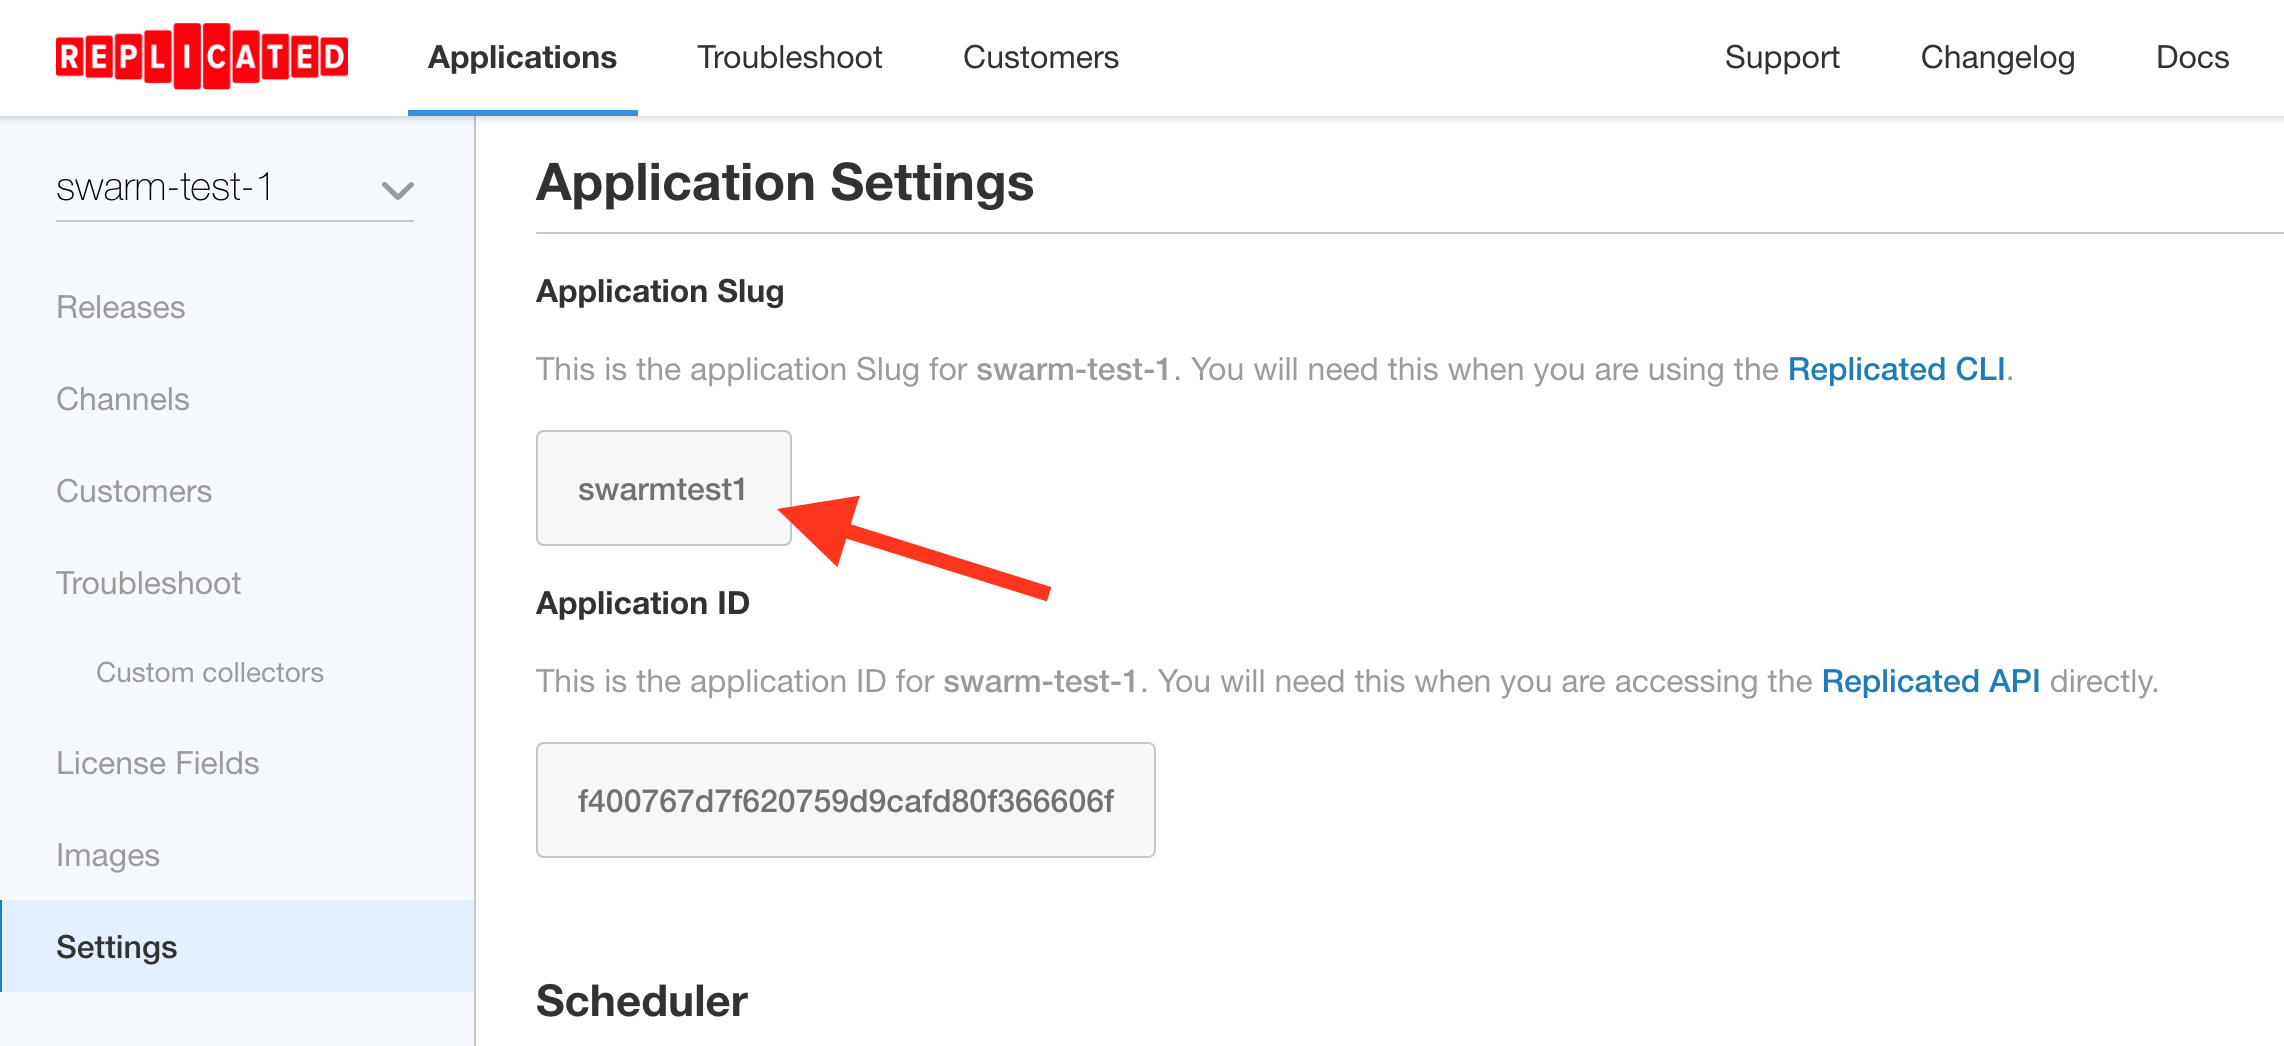 REPLICATED Applications Troubleshoot Customers Support Changelog Docs
swarm-test-1
Releases
Channels
Customers
Troubleshoot
Custom collectors
License Fields
Images
Settings
Application Settings
Application Slug
This is the application Slug for swarm-test-1. You will need this when you are using the Replicated CLI.
swarmtest1
Application ID
This is the application ID for swarm-test-1. You will need this when you are accessing the Replicated API directly.
f400767d7f620759d9cafd80f366606f
Scheduler